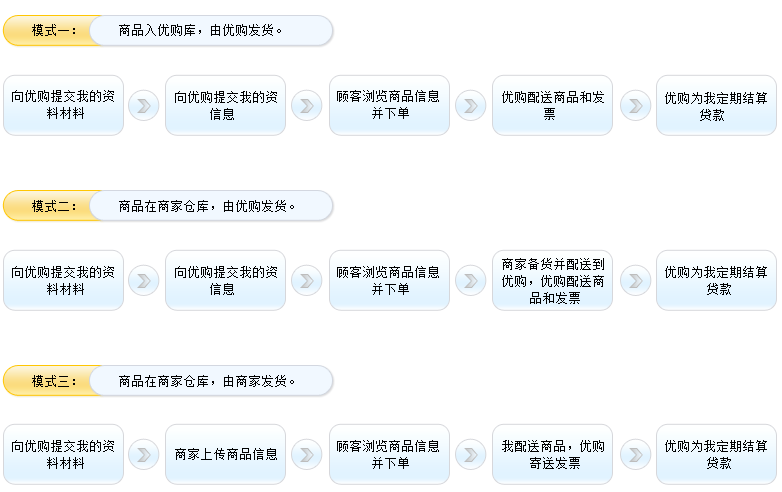 模式一： 商品入优购库，由优购发货。
向优购提交我的资
料材料
向优购提交我的资
信息
顾客浏览商品信息
并下单
优购配送商品和发
票
优购为我定期结算
贷款
模式二： 商品在商家仓库，由优购发货。
向优购提交我的资
料材料
向优购提交我的资
信息
顾客浏览商品信息
并下单
商家备货并配送到
优购，优购配送商
品和发票
优购为我定期结算
贷款
模式三： 商品在商家仓库，由商家发货。
向优购提交我的资
料材料
商家上传商品信息
顾客浏览商品信息
并下单
我配送商品，优购
寄送发票
优购为我定期结算
贷款